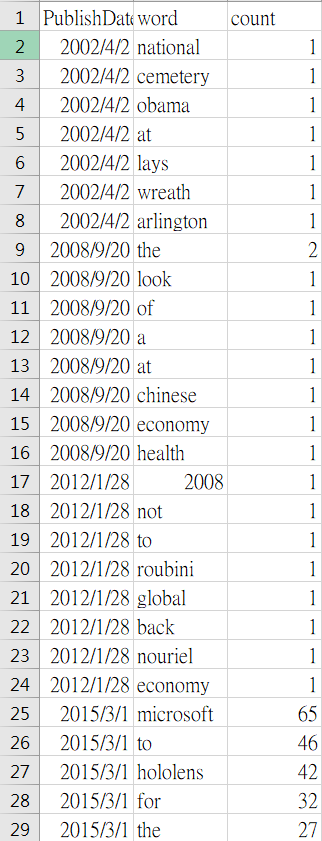 1 PublishDate word count
2 2002/4/2 national 1
3 2002/4/2 cemetery 1
4 2002/4/2 obama 1
5 2002/4/2 at 1
6 2002/4/2 lays 1
7 2002/4/2 wreath 1
8 2002/4/2 arlington 1
9 2008/9/20 the 2
10 2008/9/20 look 1
11 2008/9/20 of 1
12 2008/9/20 a 1
13 2008/9/20 at 1
14 2008/9/20 chinese 1
15 2008/9/20 economy 1
16 2008/9/20 health 1
17 2012/1/28 2008 1
18 2012/1/28 not 1
19 2012/1/28 to 1
20 2012/1/28 roubini 1
21 2012/1/28 global 1
22 2012/1/28 back 1
23 2012/1/28 nouriel 1
24 2012/1/28 economy 1
25 2015/3/1 microsoft 65
26 2015/3/1 to 46
27 2015/3/1 hololens 42
28 2015/3/1 for 32
29 2015/3/1 the 27